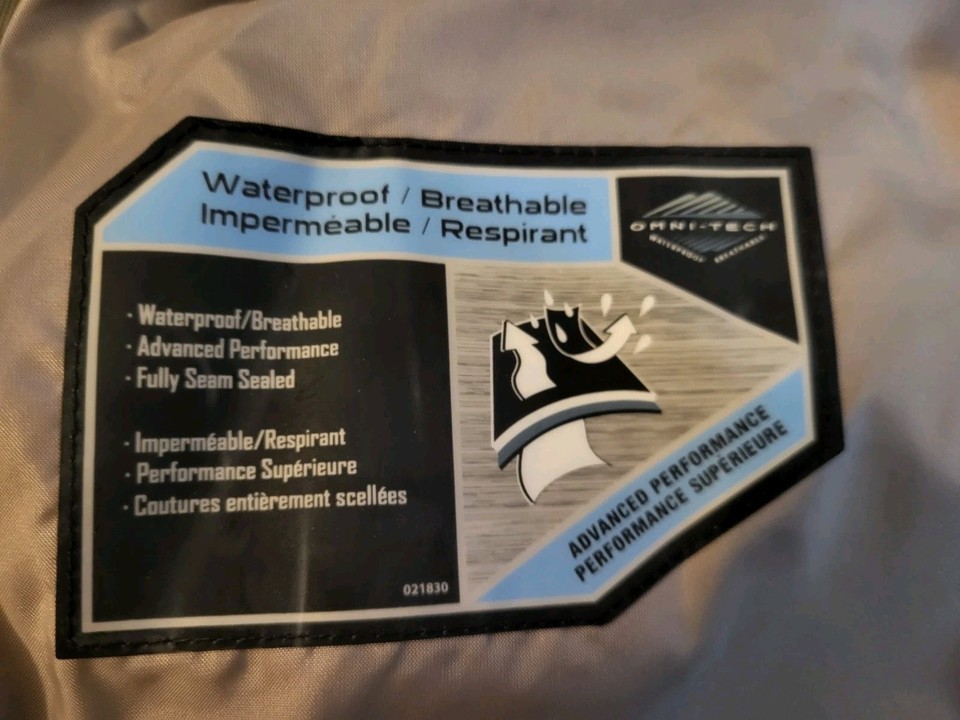 Waterproof / Breathable
Imperméable / Respirant
OMNI-TECH
WATERPROOF BREATHABLE
· Waterproof/Breathable
· Advanced Performance
· Fully Seam Sealed
· Imperméable/Respirant
· Performance Supérieure
· Coutures entièrement scellées
021830
ADVANCED PERFORMANCE
PERFORMANCE SUPÉRIEURE